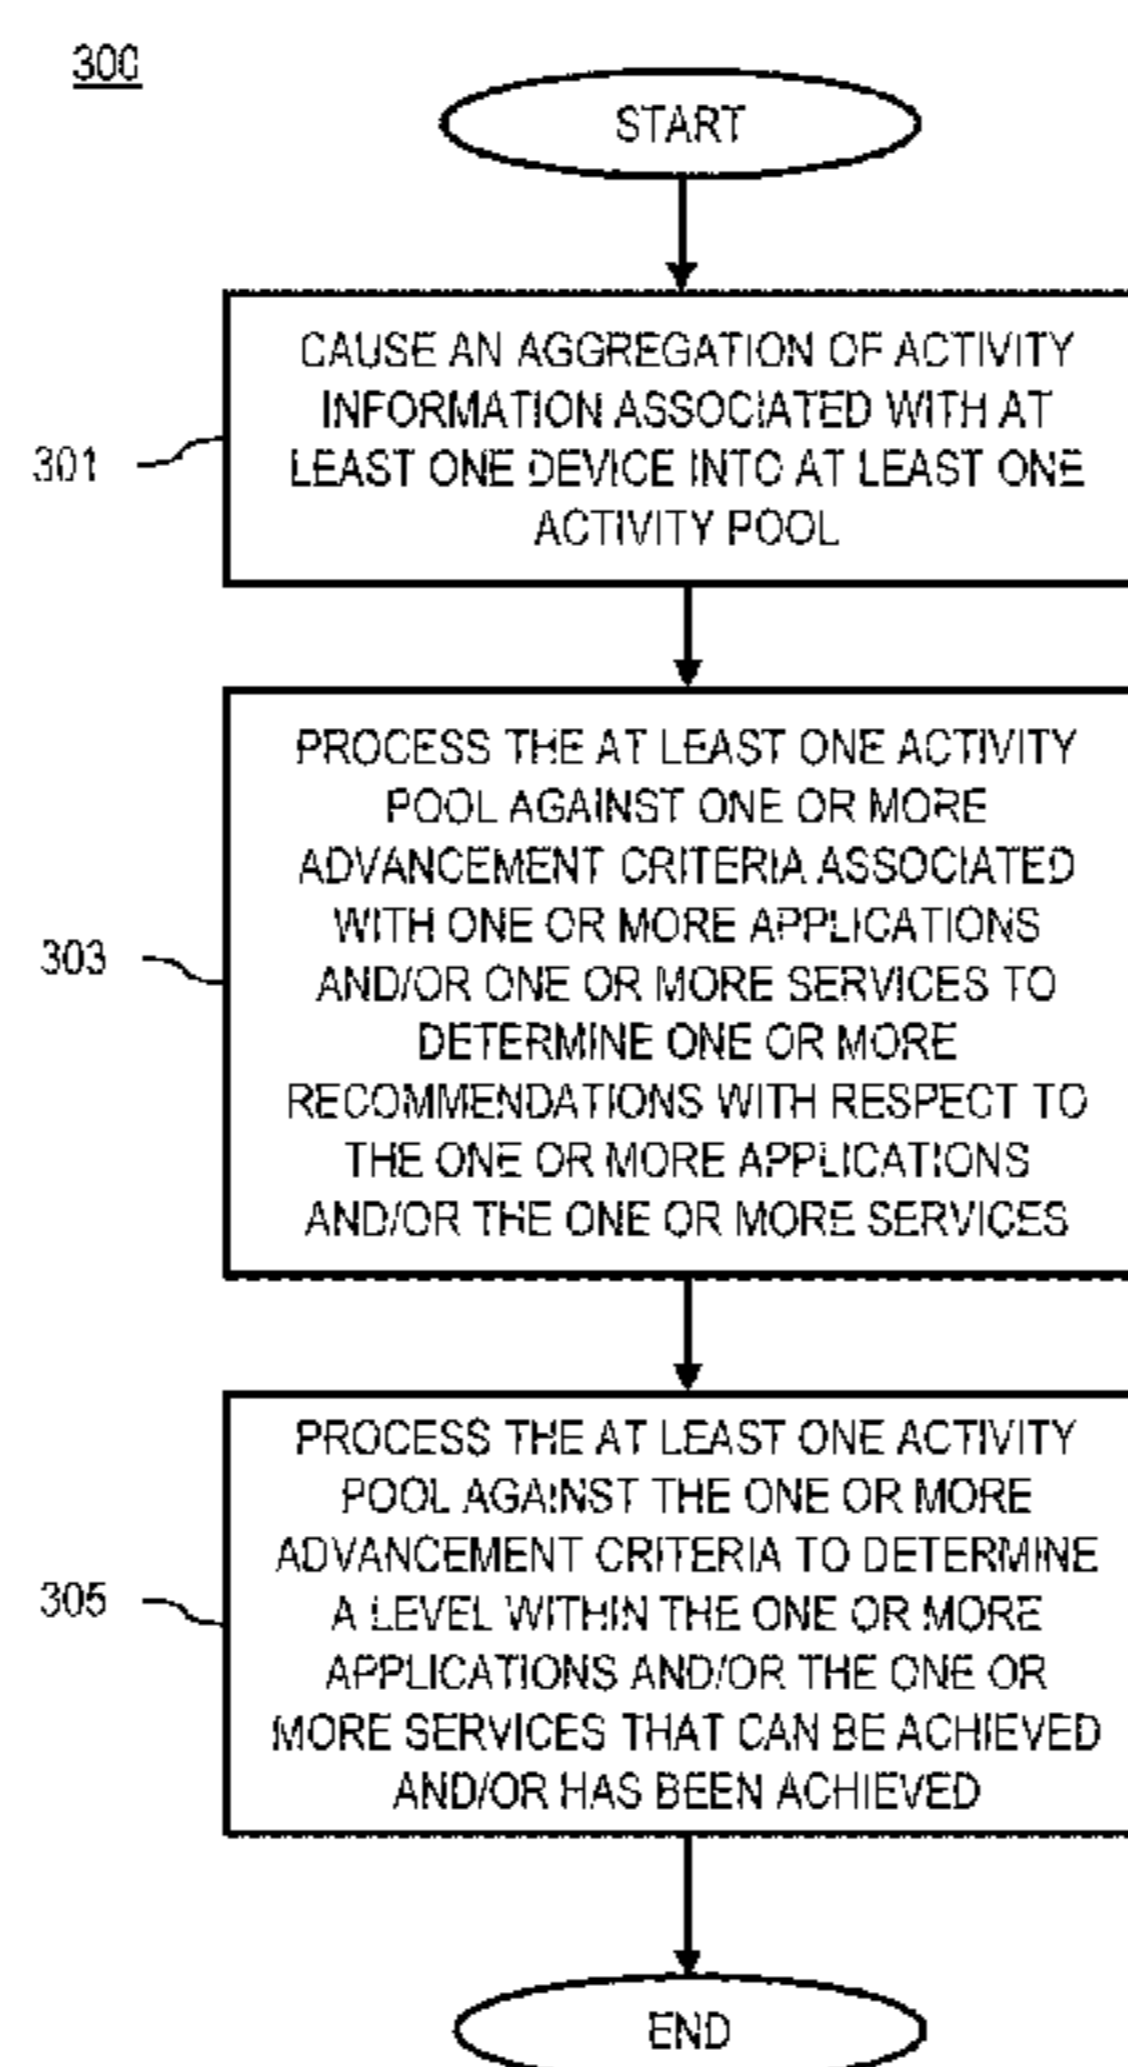 300
START
CAUSE AN AGGREGATION OF ACTIVITY
INFORMATION ASSOCIATED WITH AT
LEAST ONE DEVICE INTO AT LEAST ONE
ACTIVITY POOL
301
PROCESS THE AT LEAST ONE ACTIVITY
POOL AGAINST ONE OR MORE
ADVANCEMENT CRITERIA ASSOCIATED
WITH ONE OR MORE APPLICATIONS
AND/OR ONE OR MORE SERVICES TO
DETERMINE ONE OR MORE
RECOMMENDATIONS WITH RESPECT TO
THE ONE OR MORE APPLICATIONS
AND/OR THE ONE OR MORE SERVICES
303
PROCESS THE AT LEAST ONE ACTIVITY
POOL AGAINST THE ONE OR MORE
ADVANCEMENT CRITERIA TO DETERMINE
A LEVEL WITHIN THE ONE OR MORE
APPLICATIONS AND/OR THE ONE OR
MORE SERVICES THAT CAN BE ACHIEVED
AND/OR HAS BEEN ACHIEVED
305
END